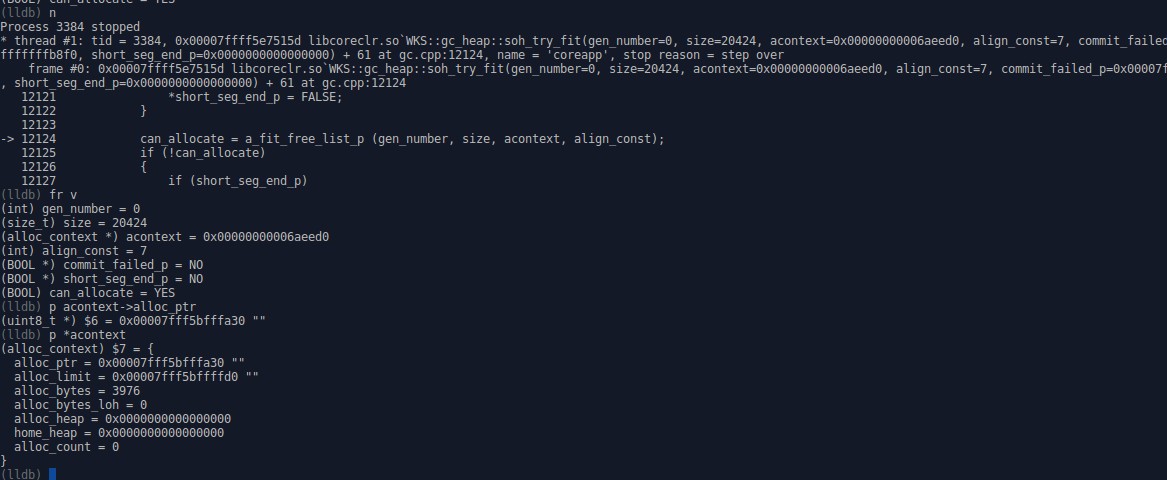 (BOOL) can_allocate = YES
(lldb) n
Process 3384 stopped
* thread #1: tid = 3384, 0x00007ffff5e7515d libcoreclr.so`WKS::gc_heap::soh_try_fit(gen_number=0, size=20424, acontext=0x00000000006aeed0, align_const=7, commit_failed
fffffffb8f0, short_seg_end_p=0x0000000000000000) + 61 at gc.cpp:12124, name = 'coreapp', stop reason = step over
    frame #0: 0x00007ffff5e7515d libcoreclr.so`WKS::gc_heap::soh_try_fit(gen_number=0, size=20424, acontext=0x00000000006aeed0, align_const=7, commit_failed_p=0x00007f
, short_seg_end_p=0x0000000000000000) + 61 at gc.cpp:12124
   12121                *short_seg_end_p = FALSE;
   12122            }
   12123
-> 12124            can_allocate = a_fit_free_list_p (gen_number, size, acontext, align_const);
   12125            if (!can_allocate)
   12126            {
   12127                if (short_seg_end_p)
(lldb) fr v
(int) gen_number = 0
(size_t) size = 20424
(alloc_context *) acontext = 0x00000000006aeed0
(int) align_const = 7
(BOOL *) commit_failed_p = NO
(BOOL *) short_seg_end_p = NO
(BOOL) can_allocate = YES
(lldb) p acontext->alloc_ptr
(uint8_t *) $6 = 0x00007fff5bfffa30 ""
(lldb) p *acontext
(alloc_context) $7 = {
  alloc_ptr = 0x00007fff5bfffa30 ""
  alloc_limit = 0x00007fff5bffffd0 ""
  alloc_bytes = 3976
  alloc_bytes_loh = 0
  alloc_heap = 0x0000000000000000
  home_heap = 0x0000000000000000
  alloc_count = 0
}
(lldb)